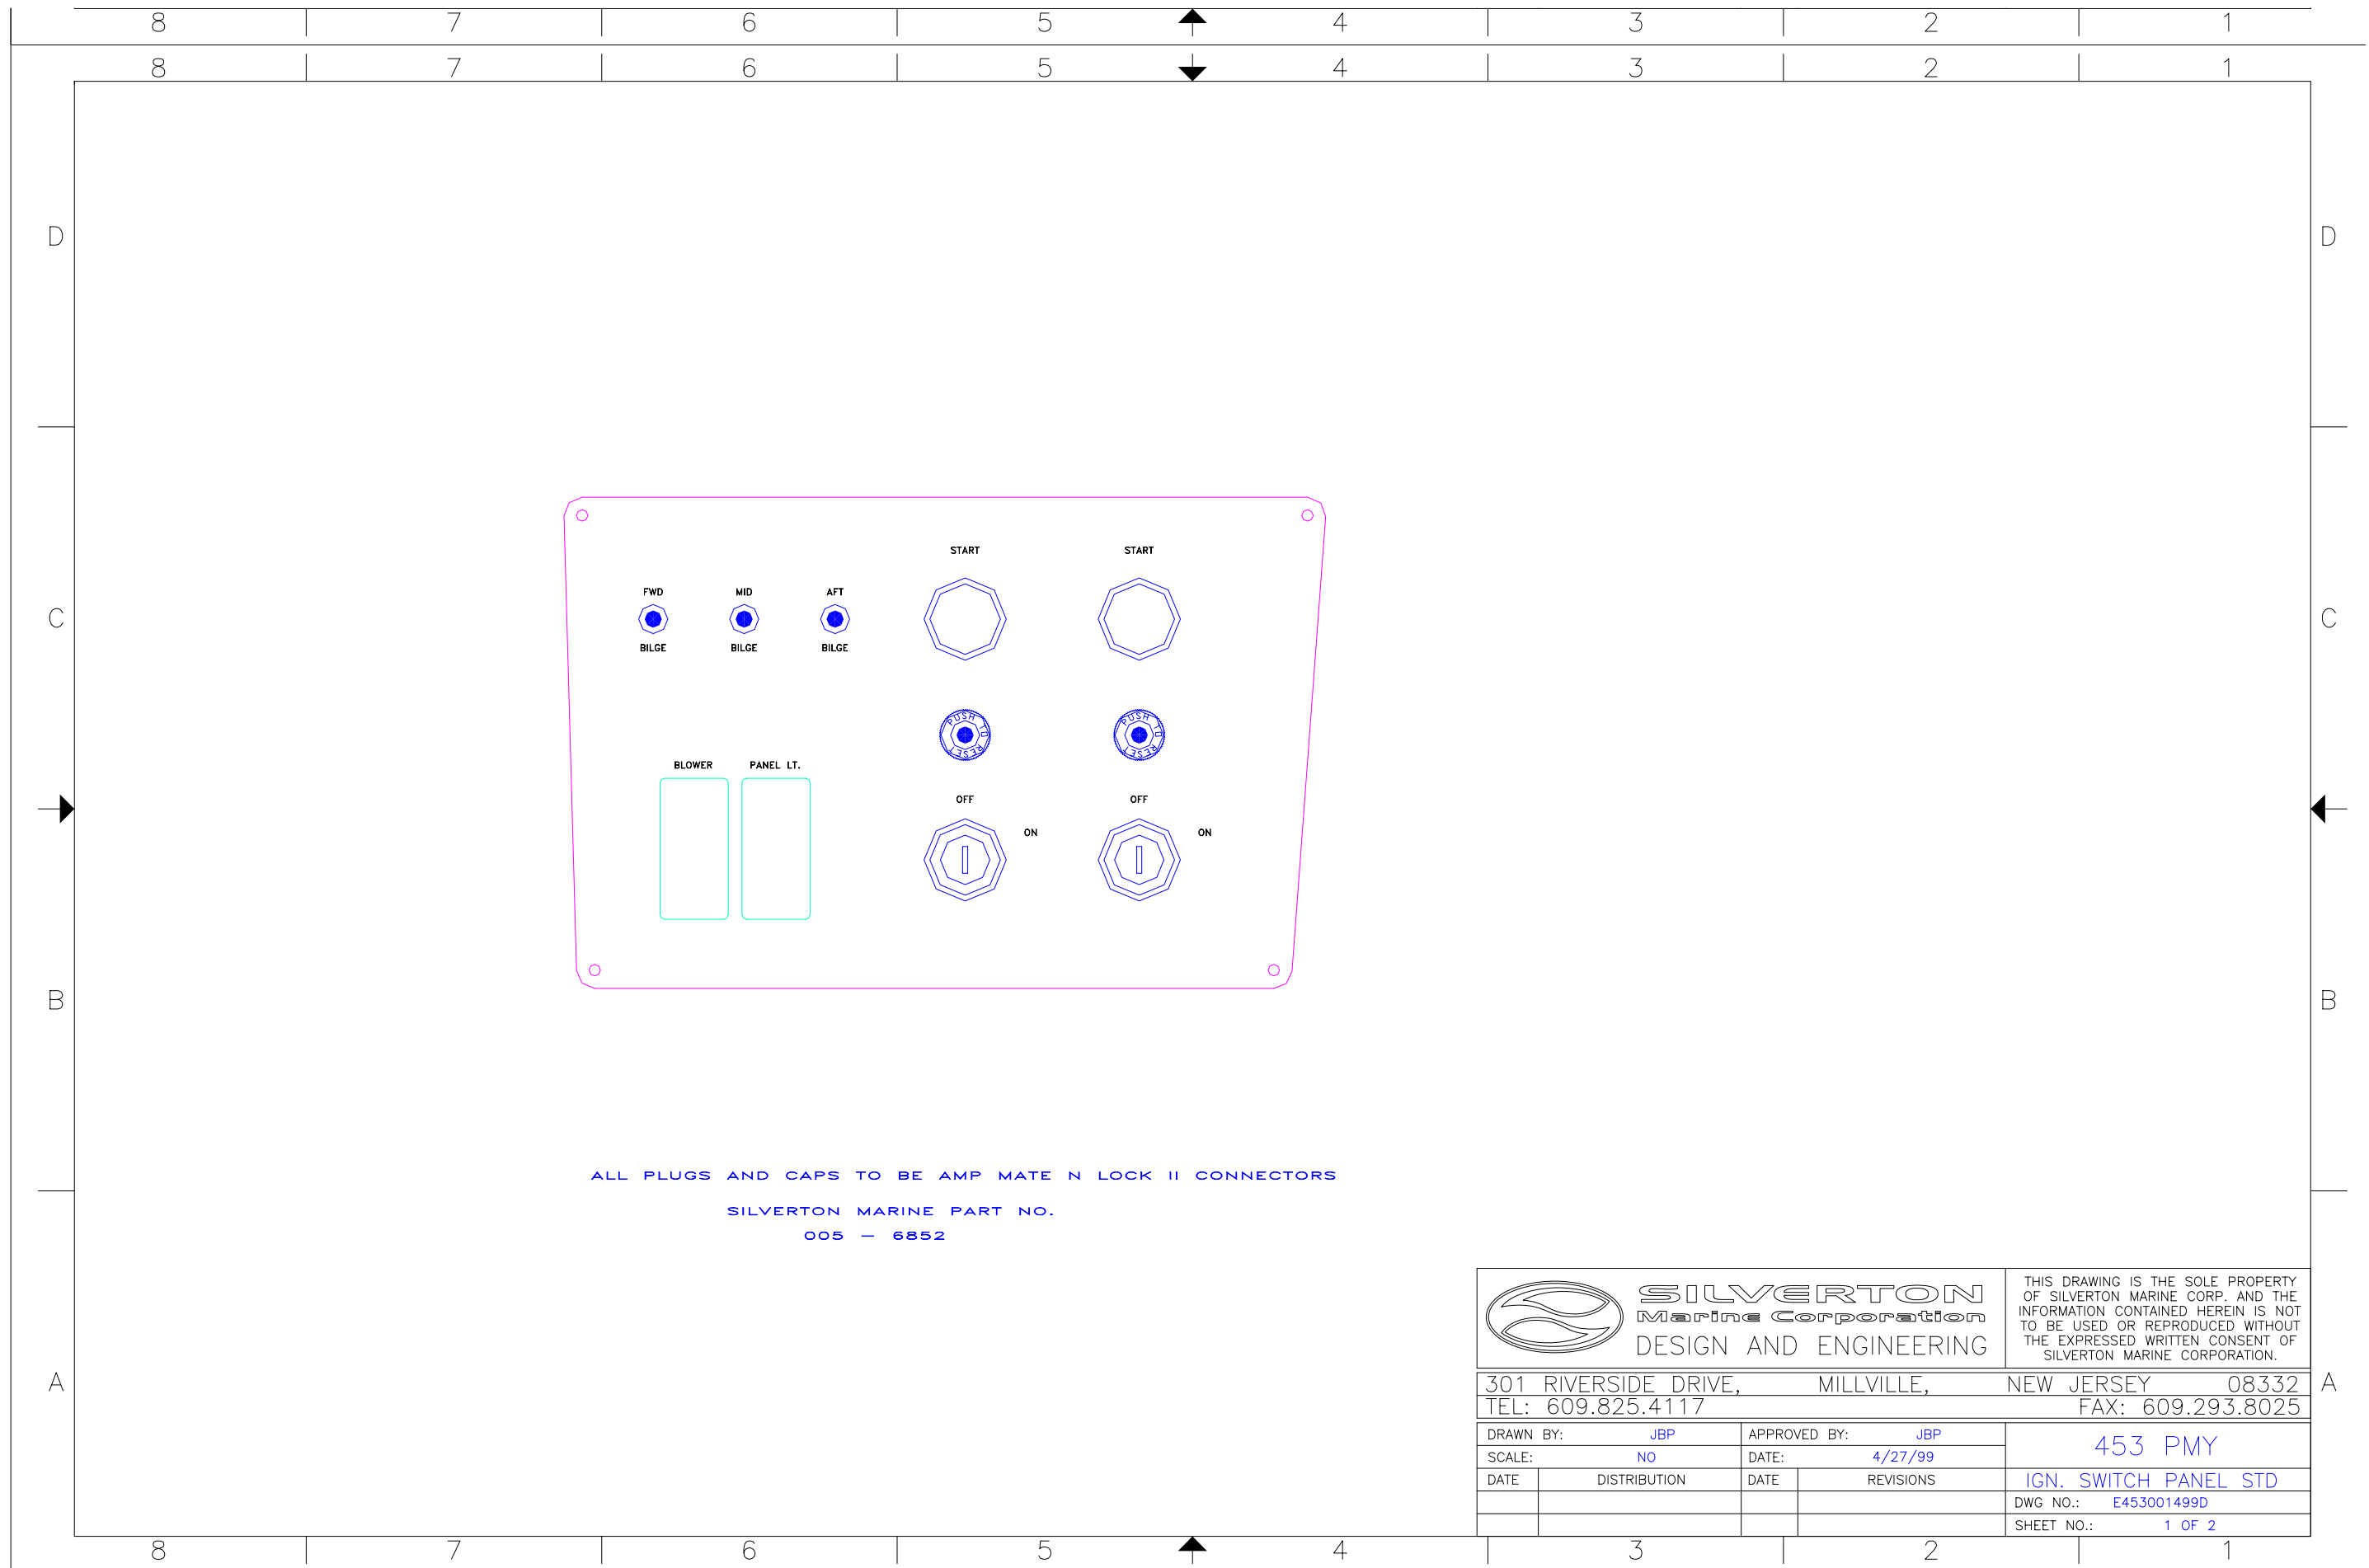 8 7 6 5 4 3 2 1
8 7 6 5 4 3 2 1
D D
START START
FWD MID AFT
C C
BILGE BILGE BILGE
PUSH TO RESET PUSH TO RESET
BLOWER PANEL LT.
OFF OFF
ON ON
B B
ALL PLUGS AND CAPS TO BE AMP MATE N LOCK II CONNECTORS
SILVERTON MARINE PART NO.
005 – 6852
SILVERTON
Marine Corporation
DESIGN AND ENGINEERING
THIS DRAWING IS THE SOLE PROPERTY
OF SILVERTON MARINE CORP. AND THE
INFORMATION CONTAINED HEREIN IS NOT
TO BE USED OR REPRODUCED WITHOUT
THE EXPRESSED WRITTEN CONSENT OF
SILVERTON MARINE CORPORATION.
A A
301 RIVERSIDE DRIVE, MILLVILLE, NEW JERSEY 08332
TEL: 609.825.4117 FAX: 609.293.8025
DRAWN BY: JBP APPROVED BY: JBP
453 PMY
SCALE: NO DATE: 4/27/99
DATE DISTRIBUTION DATE REVISIONS
IGN. SWITCH PANEL STD
DWG NO.: E453001499D
SHEET NO.: 1 OF 2
8 7 6 5 4 3 2 1